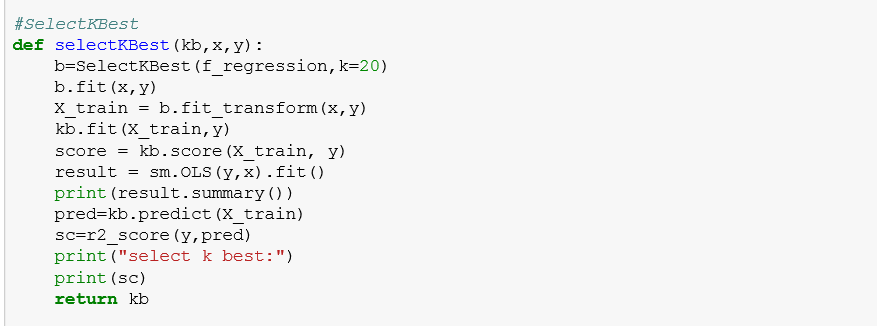 #SelectKBest
def selectKBest(kb,x,y):
    b=SelectKBest(f_regression,k=20)
    b.fit(x,y)
    X_train = b.fit_transform(x,y)
    kb.fit(X_train,y)
    score = kb.score(X_train, y)
    result = sm.OLS(y,x).fit()
    print(result.summary())
    pred=kb.predict(X_train)
    sc=r2_score(y,pred)
    print("select k best:")
    print(sc)
    return kb